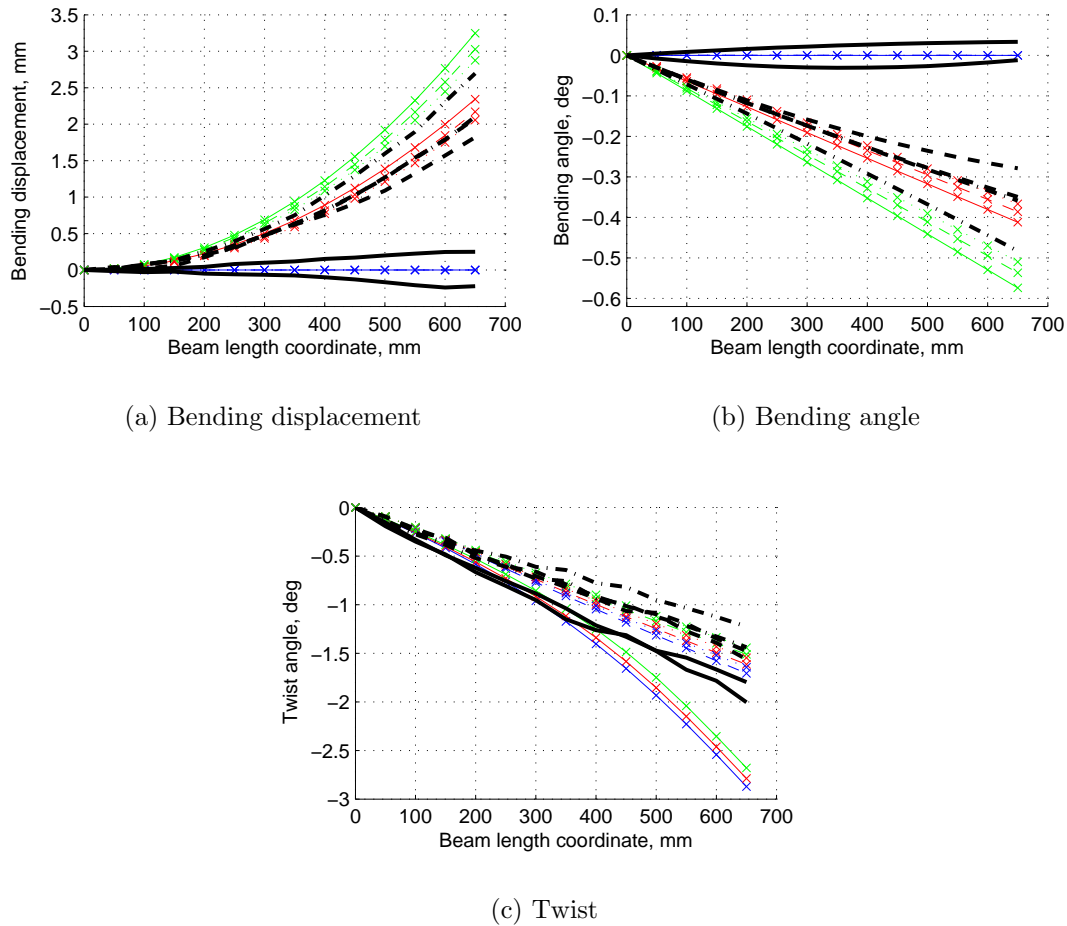 3.5
3
2.5
2
1.5
1
0.5
0
−0.5
Bending displacement, mm
0 100 200 300 400 500 600 700
Beam length coordinate, mm
(a) Bending displacement
0.1
0
−0.1
−0.2
−0.3
−0.4
−0.5
−0.6
Bending angle, deg
0 100 200 300 400 500 600 700
Beam length coordinate, mm
(b) Bending angle
0
−0.5
−1
−1.5
−2
−2.5
−3
Twist angle, deg
0 100 200 300 400 500 600 700
Beam length coordinate, mm
(c) Twist